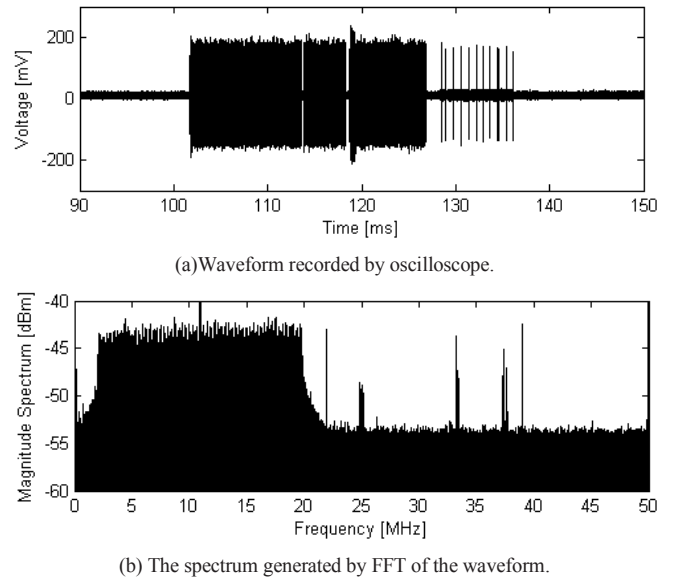 200
0
-200
Voltage [mV]
90 100 110 120 130 140 150
Time [ms]
(a)Waveform recorded by oscilloscope.
-40
-45
-50
-55
-60
Magnitude Spectrum [dBm]
0 5 10 15 20 25 30 35 40 45 50
Frequency [MHz]
(b) The spectrum generated by FFT of the waveform.